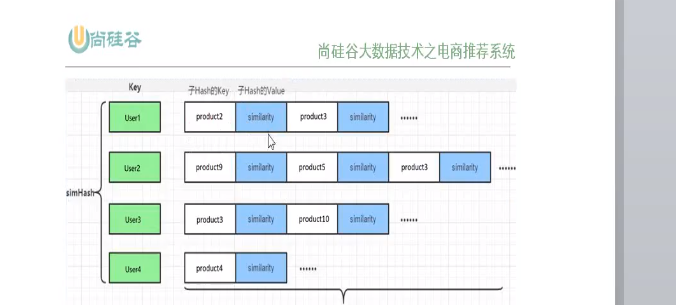 尚硅谷
尚硅谷大数据技术之电商推荐系统
Key 子Hash的Key 子Hash的Value
User1 product2 similarity product3 similarity ······
User2 product9 similarity product5 similarity product3 similarity ······
simHash
User3 product3 similarity product10 similarity ······
User4 product4 similarity ······